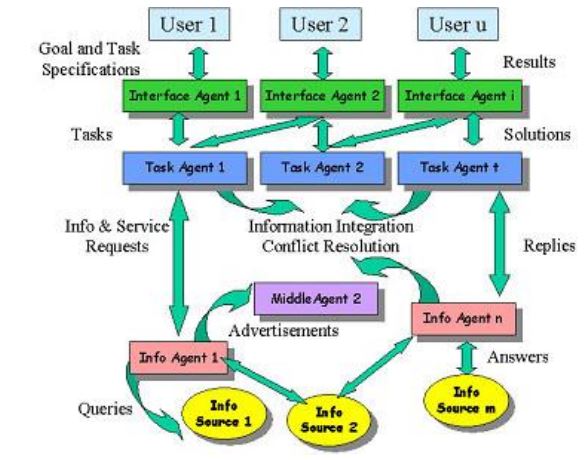 User 1
User 2
User u
Goal and Task
Specifications
Results
Interface Agent 1
Interface Agent 2
Interface Agent i
Tasks
Solutions
Task Agent 1
Task Agent 2
Task Agent t
Info & Service
Requests
Information Integration
Conflict Resolution
Replies
MiddleAgent 2
Info Agent n
Advertisements
Info Agent 1
Answers
Queries
Info
Source 1
Info
Source 2
Info
Source m